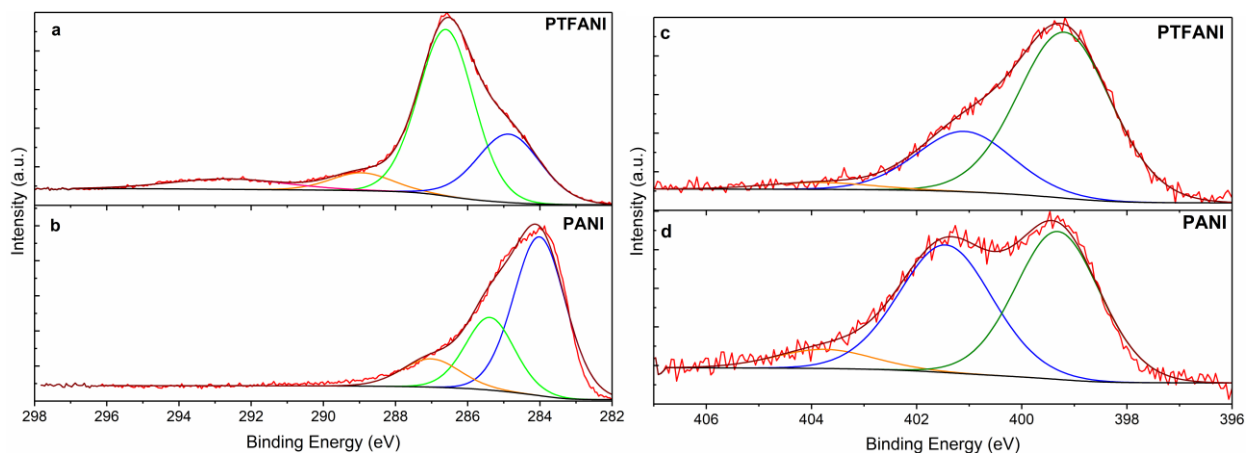 a
PTFANI
b
PANI
Intensity (a.u.)
298 296 294 292 290 288 286 284 282
Binding Energy (eV)
c
PTFANI
d
PANI
Intensity (a.u.)
406 404 402 400 398 396
Binding Energy (eV)